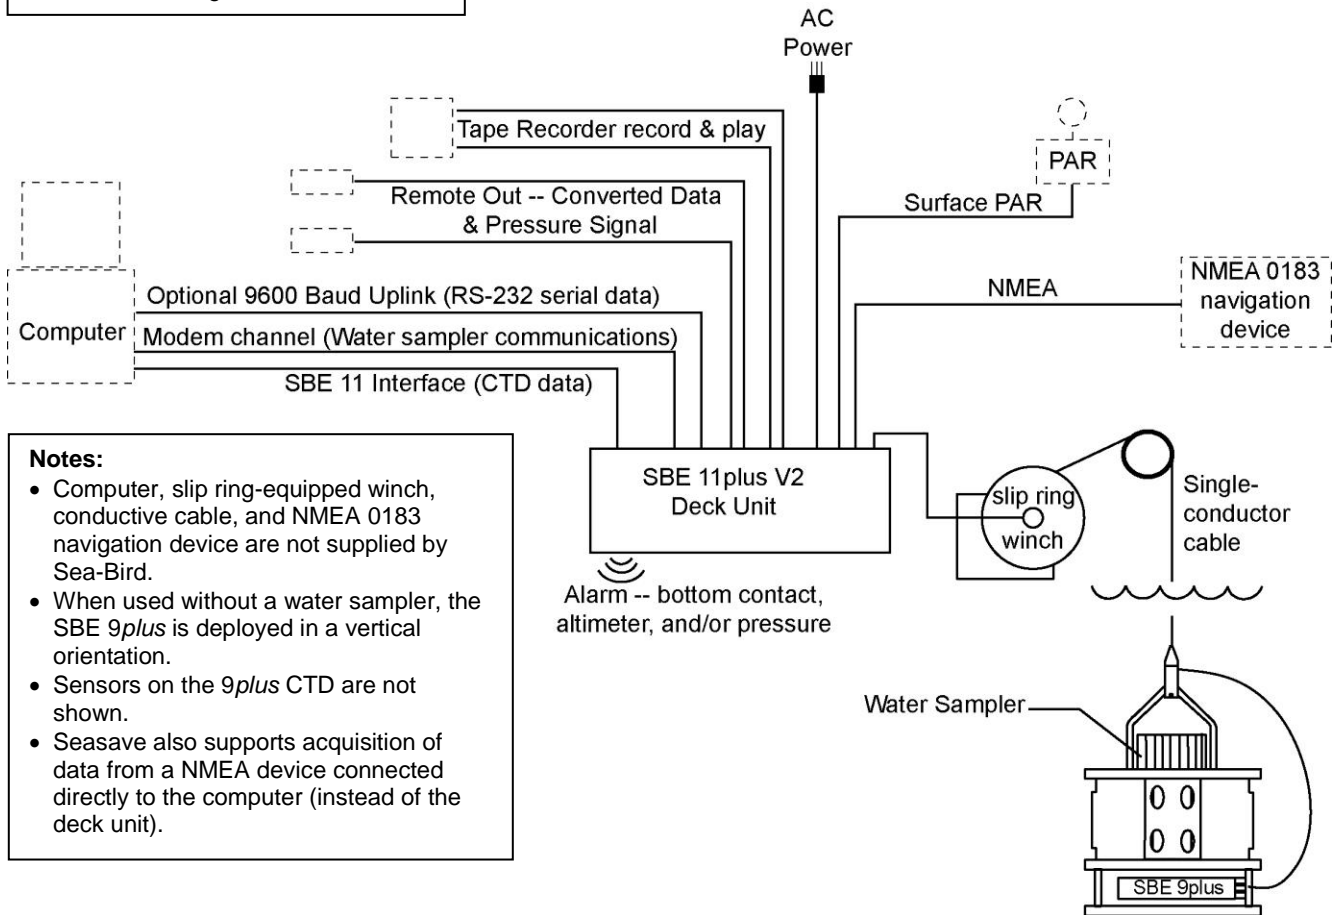 AC
Power
Tape Recorder record & play
PAR
Remote Out -- Converted Data
& Pressure Signal
Surface PAR
NMEA 0183
navigation
device
NMEA
Optional 9600 Baud Uplink (RS-232 serial data)
Computer
Modem channel (Water sampler communications)
SBE 11 Interface (CTD data)
Notes:
• Computer, slip ring-equipped winch,
conductive cable, and NMEA 0183
navigation device are not supplied by
Sea-Bird.
• When used without a water sampler, the
SBE 9plus is deployed in a vertical
orientation.
• Sensors on the 9plus CTD are not
shown.
• Seasave also supports acquisition of
data from a NMEA device connected
directly to the computer (instead of the
deck unit).
SBE 11plus V2
Deck Unit
slip ring
winch
Single-
conductor
cable
Alarm -- bottom contact,
altimeter, and/or pressure
Water Sampler
SBE 9plus